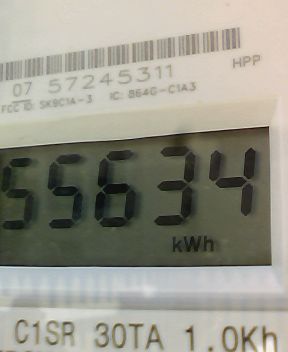 HPP
07 57245311
FCC ID: SK9C1A-3 IC: 864G-C1A3
55634
kWh
C1SR 30TA 1.0Kh